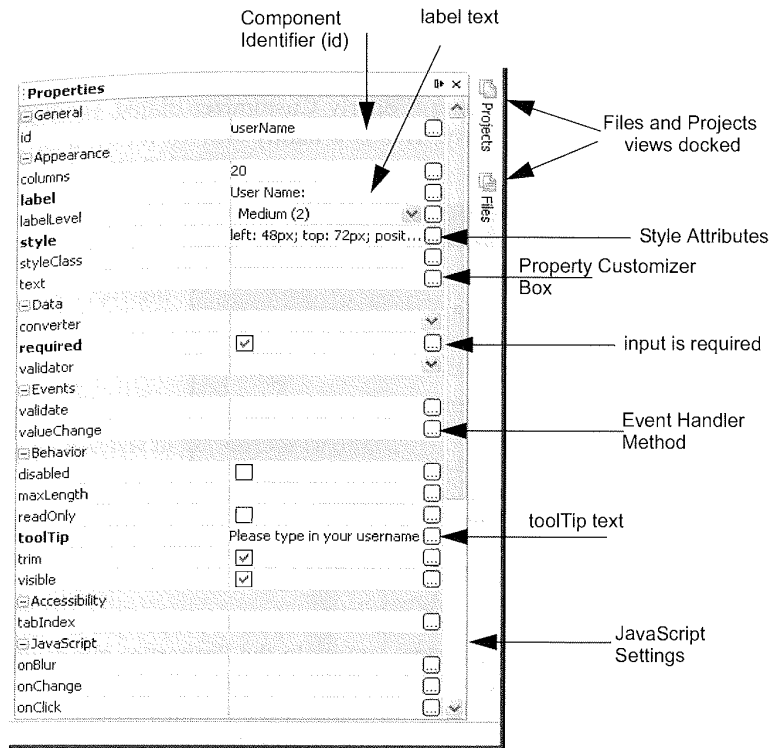 Component
Identifier (id)
label text
Properties
General
id
userName
Appearance
columns
20
label
User Name:
labelLevel
Medium (2)
style
left: 48px; top: 72px; posit...
styleClass
text
Data
converter
required
validator
Events
validate
valueChange
Behavior
disabled
maxLength
readOnly
toolTip
Please type in your username
trim
visible
Accessibility
tabIndex
JavaScript
onBlur
onChange
onClick
Projects
Files
Files and Projects
views docked
Style Attributes
Property Customizer
Box
input is required
Event Handler
Method
toolTip text
JavaScript
Settings